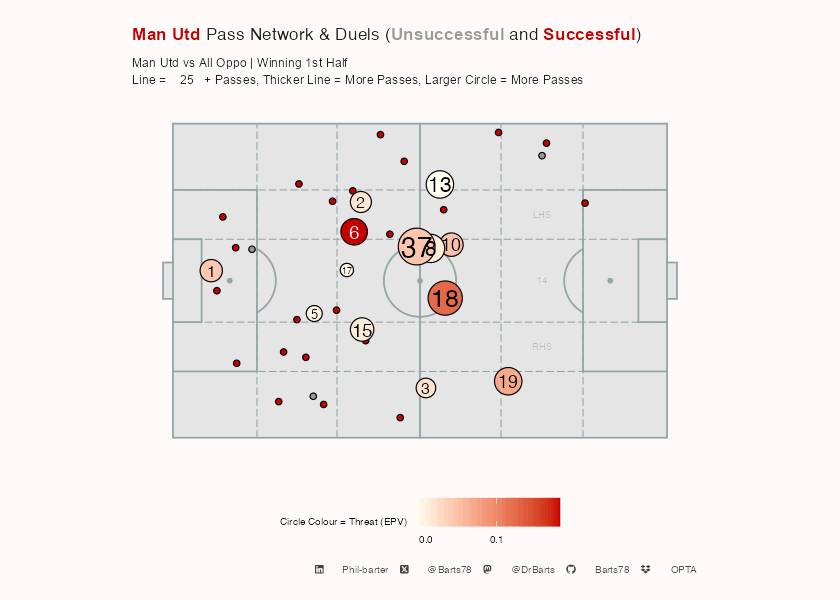 Man Utd Pass Network & Duels (Unsuccessful and Successful)
Man Utd vs All Oppo | Winning 1st Half
Line = 25 + Passes, Thicker Line = More Passes, Larger Circle = More Passes
13
2
LHS
6
37
8
10
1
17
14
18
5
15
RHS
19
3
Circle Colour = Threat (EPV)
0.0 0.1
Phil-barter @Barts78 @DrBarts Barts78 OPTA